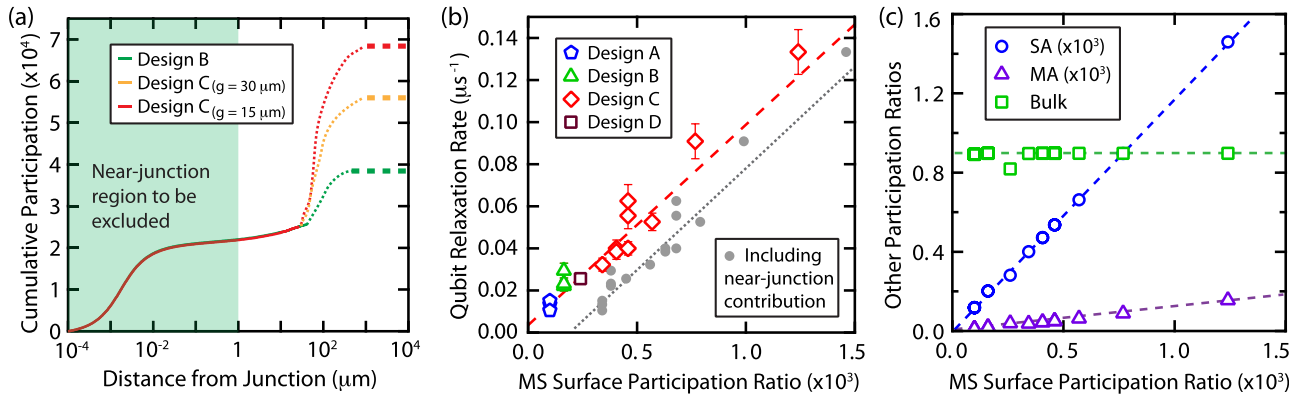 (a)
Cumulative Participation (x10⁴)
7
6
5
4
3
2
1
0
Design B
Design C (g = 30 μm)
Design C (g = 15 μm)
Near-junction
region to be
excluded
10⁻⁴
10⁻²
1
10²
10⁴
Distance from Junction (μm)
(b)
Qubit Relaxation Rate (μs⁻¹)
0.14
0.12
0.10
0.08
0.06
0.04
0.02
0.00
Design A
Design B
Design C
Design D
Including
near-junction
contribution
0.0
0.5
1.0
1.5
MS Surface Participation Ratio (x10³)
(c)
Other Participation Ratios
1.6
1.2
0.8
0.4
0.0
SA (x10³)
MA (x10³)
Bulk
0.0
0.5
1.0
1.5
MS Surface Participation Ratio (x10³)